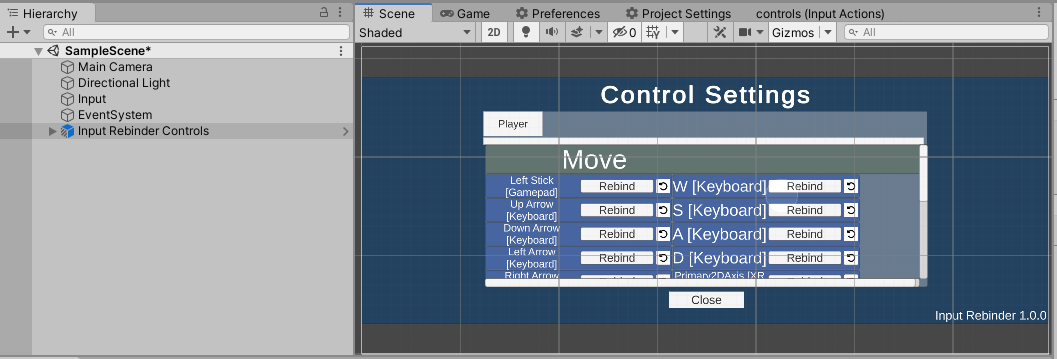 Hierarchy
All
SampleScene*
Main Camera
Directional Light
Input
EventSystem
Input Rebinder Controls
Scene
Game
Preferences
Project Settings
controls (Input Actions)
Shaded
2D
0
Gizmos
All
Control Settings
Player
Move
Left Stick
[Gamepad]
Rebind
W [Keyboard]
Rebind
Up Arrow
[Keyboard]
Rebind
S [Keyboard]
Rebind
Down Arrow
[Keyboard]
Rebind
A [Keyboard]
Rebind
Left Arrow
[Keyboard]
Rebind
D [Keyboard]
Rebind
Right Arrow
Primary2DAxis [XR
Close
Input Rebinder 1.0.0